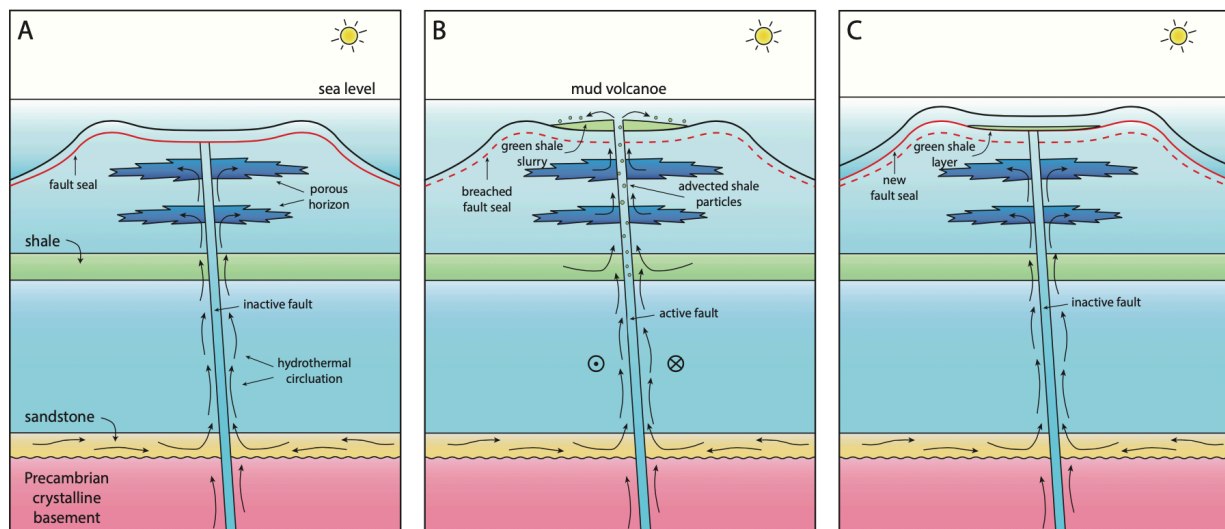 A
sea level
fault seal
porous
horizon
shale
inactive fault
hydrothermal
circluation
sandstone
Precambrian
crystalline
basement
B
mud volcanoe
green shale
slurry
breached
fault seal
advected shale
particles
active fault
C
green shale
layer
new
fault seal
inactive fault